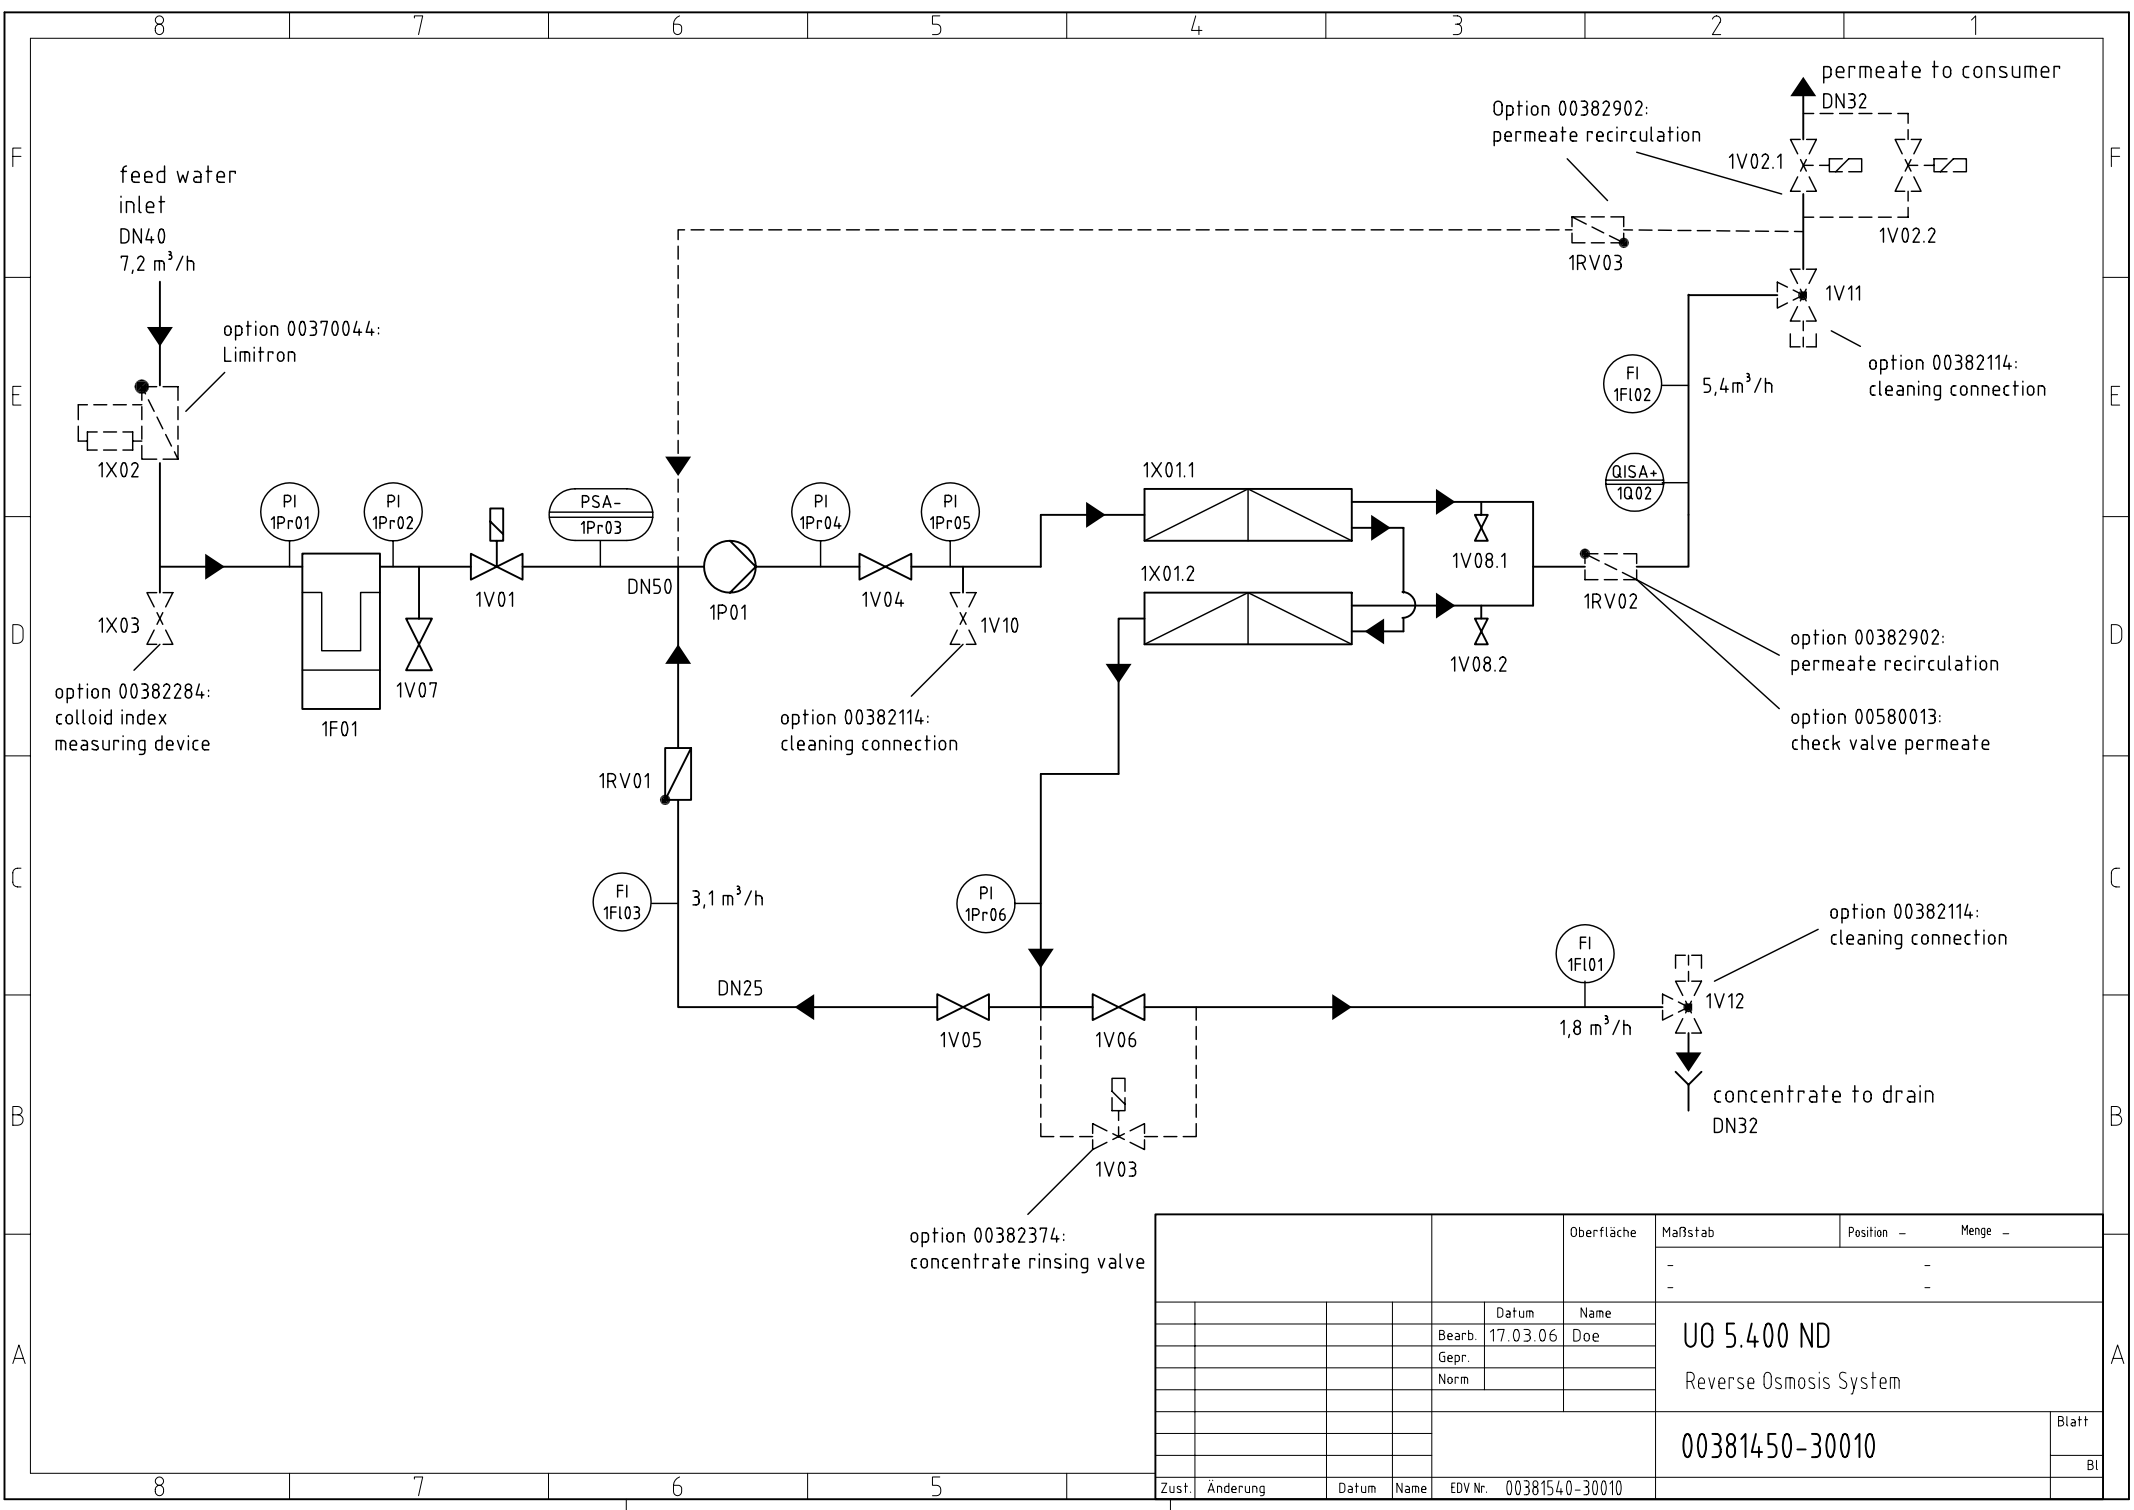 8 7 6 5 4 3 2 1
F
E
D
C
B
A
F
E
D
C
B
A
8 7 6 5
feed water
inlet
DN40
7,2 m³/h
option 00370044:
Limitron
1X02
1X03
option 00382284:
colloid index
measuring device
PI
1Pr01
PI
1Pr02
1F01
1V07
1V01
PSA-
1Pr03
DN50
1P01
PI
1Pr04
1V04
PI
1Pr05
1V10
option 00382114:
cleaning connection
1X01.1
1X01.2
1V08.1
1V08.2
1RV02
option 00382902:
permeate recirculation
option 00580013:
check valve permeate
QISA+
1Q02
FI
1Fl02
5,4m³/h
permeate to consumer
DN32
Option 00382902:
permeate recirculation
1V02.1
1V02.2
1RV03
1V11
option 00382114:
cleaning connection
1RV01
FI
1Fl03
3,1 m³/h
DN25
PI
1Pr06
1V05
1V06
1V03
option 00382374:
concentrate rinsing valve
FI
1Fl01
1,8 m³/h
option 00382114:
cleaning connection
1V12
concentrate to drain
DN32
Oberfläche
Maßstab
Position -
Menge -
- -
- -
Datum Name
Bearb. 17.03.06 Doe
Gepr.
Norm
UO 5.400 ND
Reverse Osmosis System
00381450-30010
Blatt
Bl
Zust. Änderung Datum Name
EDV Nr. 00381540-30010